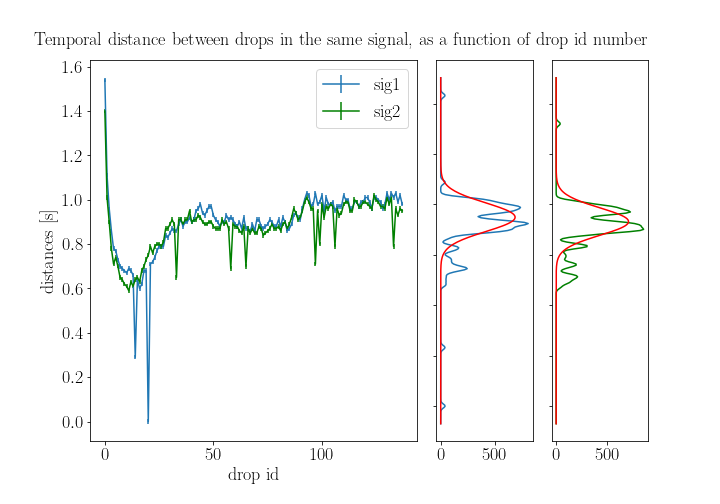 Temporal distance between drops in the same signal, as a function of drop id number
1.6
1.4
1.2
1.0
0.8
0.6
0.4
0.2
0.0
distances [s]
sig1
sig2
0 50 100
drop id
0 500
0 500